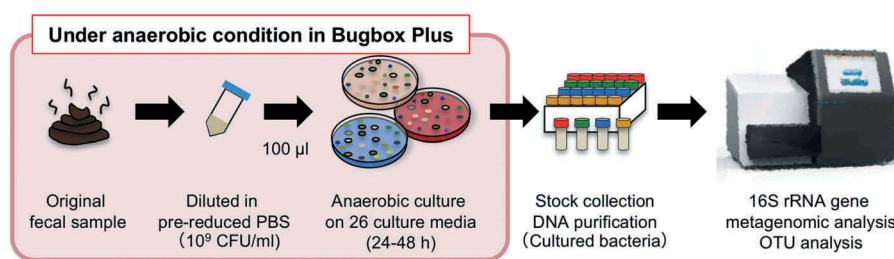 Under anaerobic condition in Bugbox Plus
100 µl
Original
fecal sample
Diluted in
pre-reduced PBS
(10⁹ CFU/ml)
Anaerobic culture
on 26 culture media
(24-48 h)
Stock collection
DNA purification
(Cultured bacteria)
16S rRNA gene
metagenomic analysis
OTU analysis